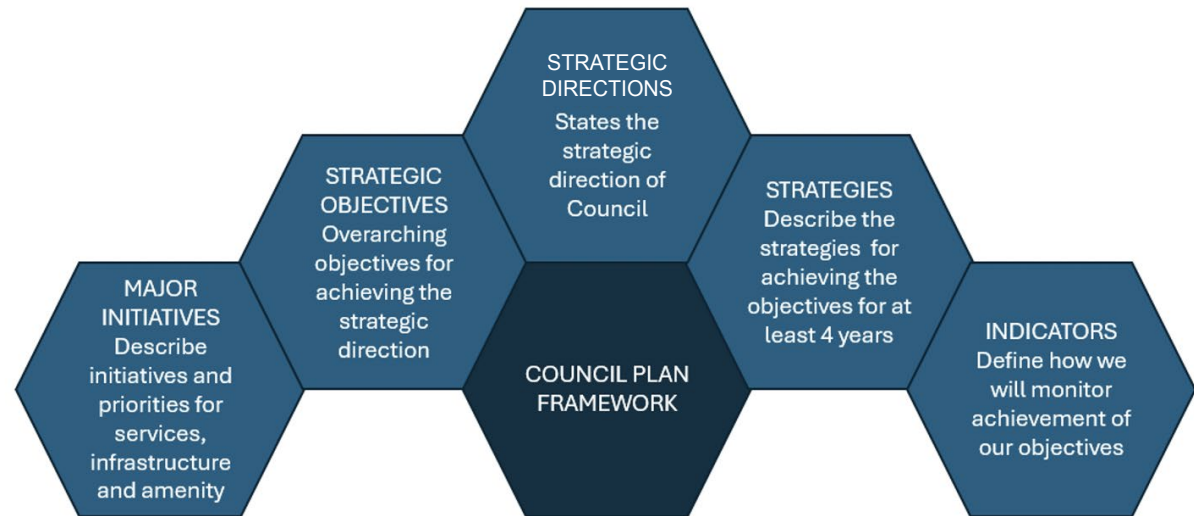 STRATEGIC
DIRECTIONS
States the
strategic
direction of
Council
STRATEGIC
OBJECTIVES
Overarching
objectives for
achieving the
strategic
direction
STRATEGIES
Describe the
strategies for
achieving the
objectives for at
least 4 years
MAJOR
INITIATIVES
Describe
initiatives and
priorities for
services,
infrastructure
and amenity
COUNCIL PLAN
FRAMEWORK
INDICATORS
Define how we
will monitor
achievement of
our objectives